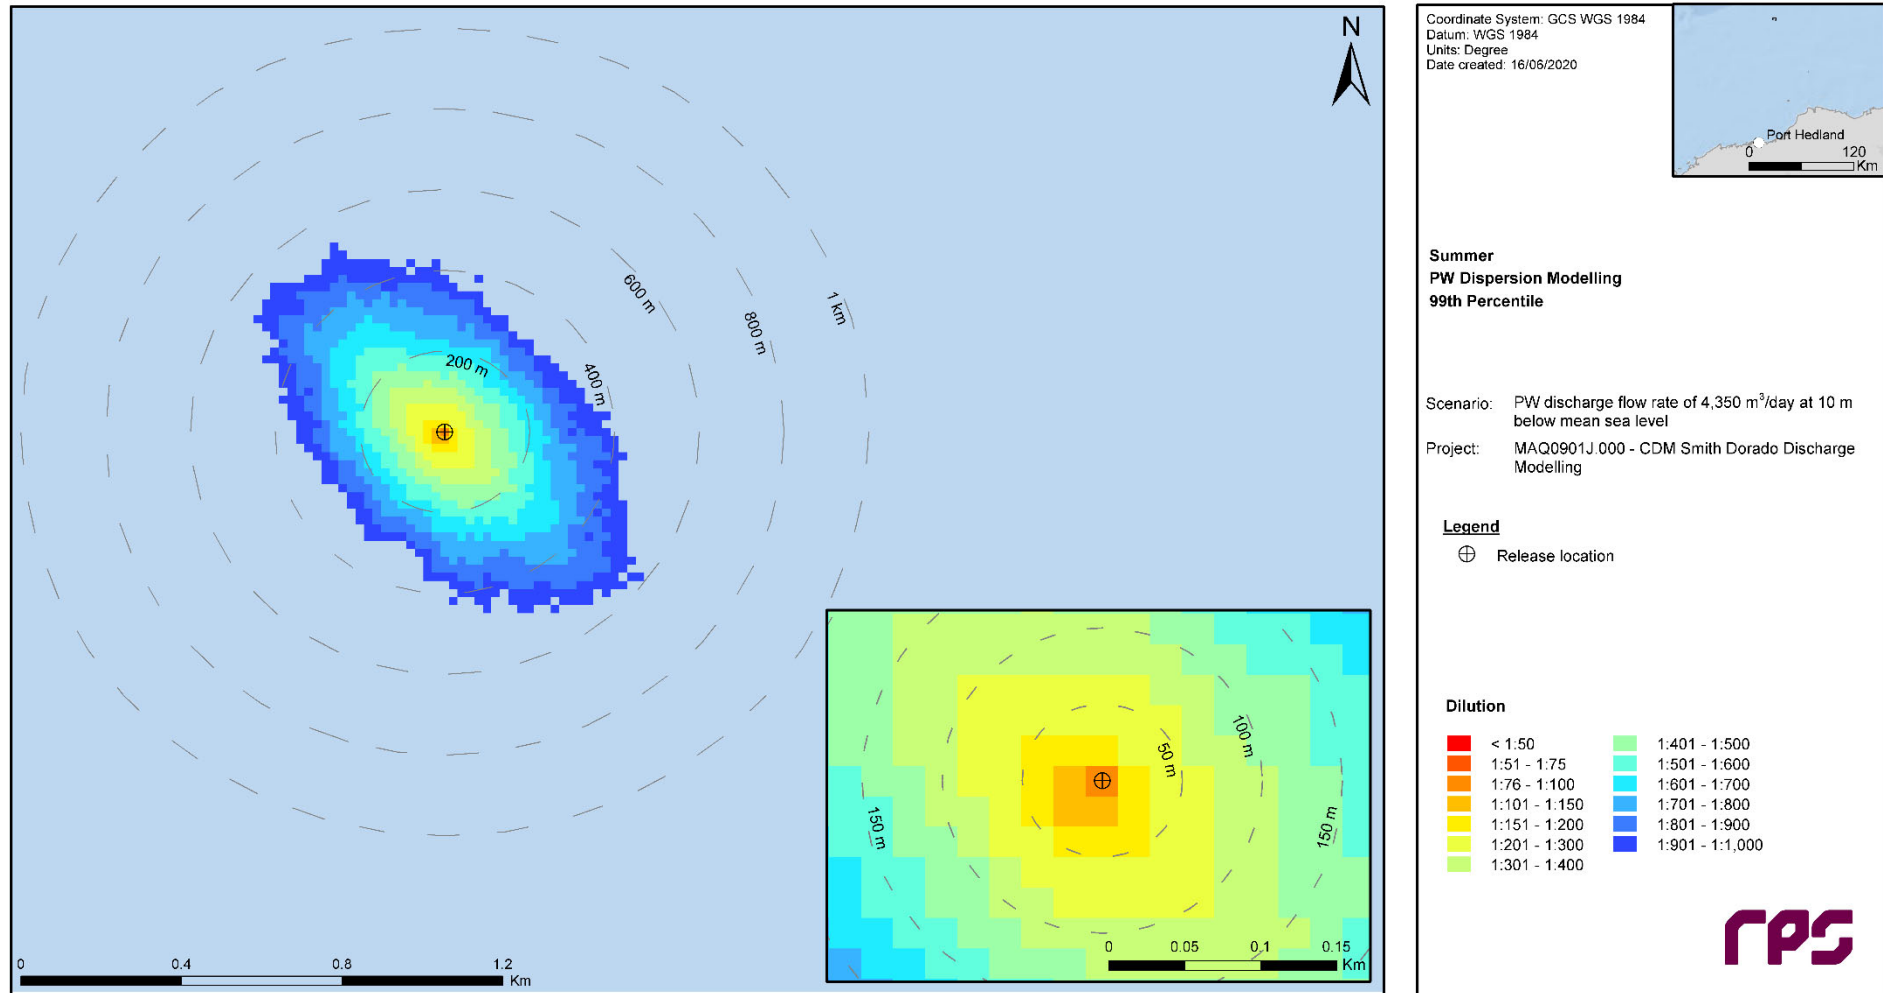 N
1 km
600 m
800 m
200 m
400 m
0 0.4 0.8 1.2
Km
50 m
100 m
150 m
150 m
0 0.05 0.1 0.15
Km
Coordinate System: GCS WGS 1984
Datum: WGS 1984
Units: Degree
Date created: 16/06/2020
Port Hedland
0 120
Km
Summer
PW Dispersion Modelling
99th Percentile
Scenario: PW discharge flow rate of 4,350 m³/day at 10 m
below mean sea level
Project: MAQ0901J.000 - CDM Smith Dorado Discharge
Modelling
Legend
Release location
Dilution
< 1:50
1:51 - 1:75
1:76 - 1:100
1:101 - 1:150
1:151 - 1:200
1:201 - 1:300
1:301 - 1:400
1:401 - 1:500
1:501 - 1:600
1:601 - 1:700
1:701 - 1:800
1:801 - 1:900
1:901 - 1:1,000
rps